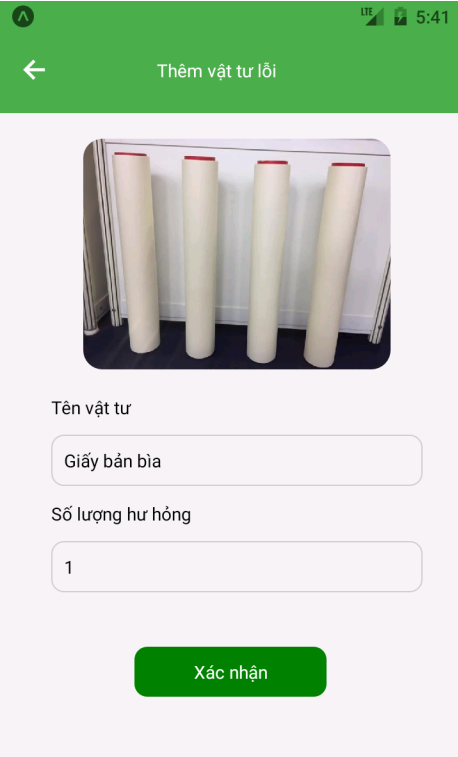 LTE 5:41
Thêm vật tư lỗi
Tên vật tư
Giấy bản bìa
Số lượng hư hỏng
1
Xác nhận